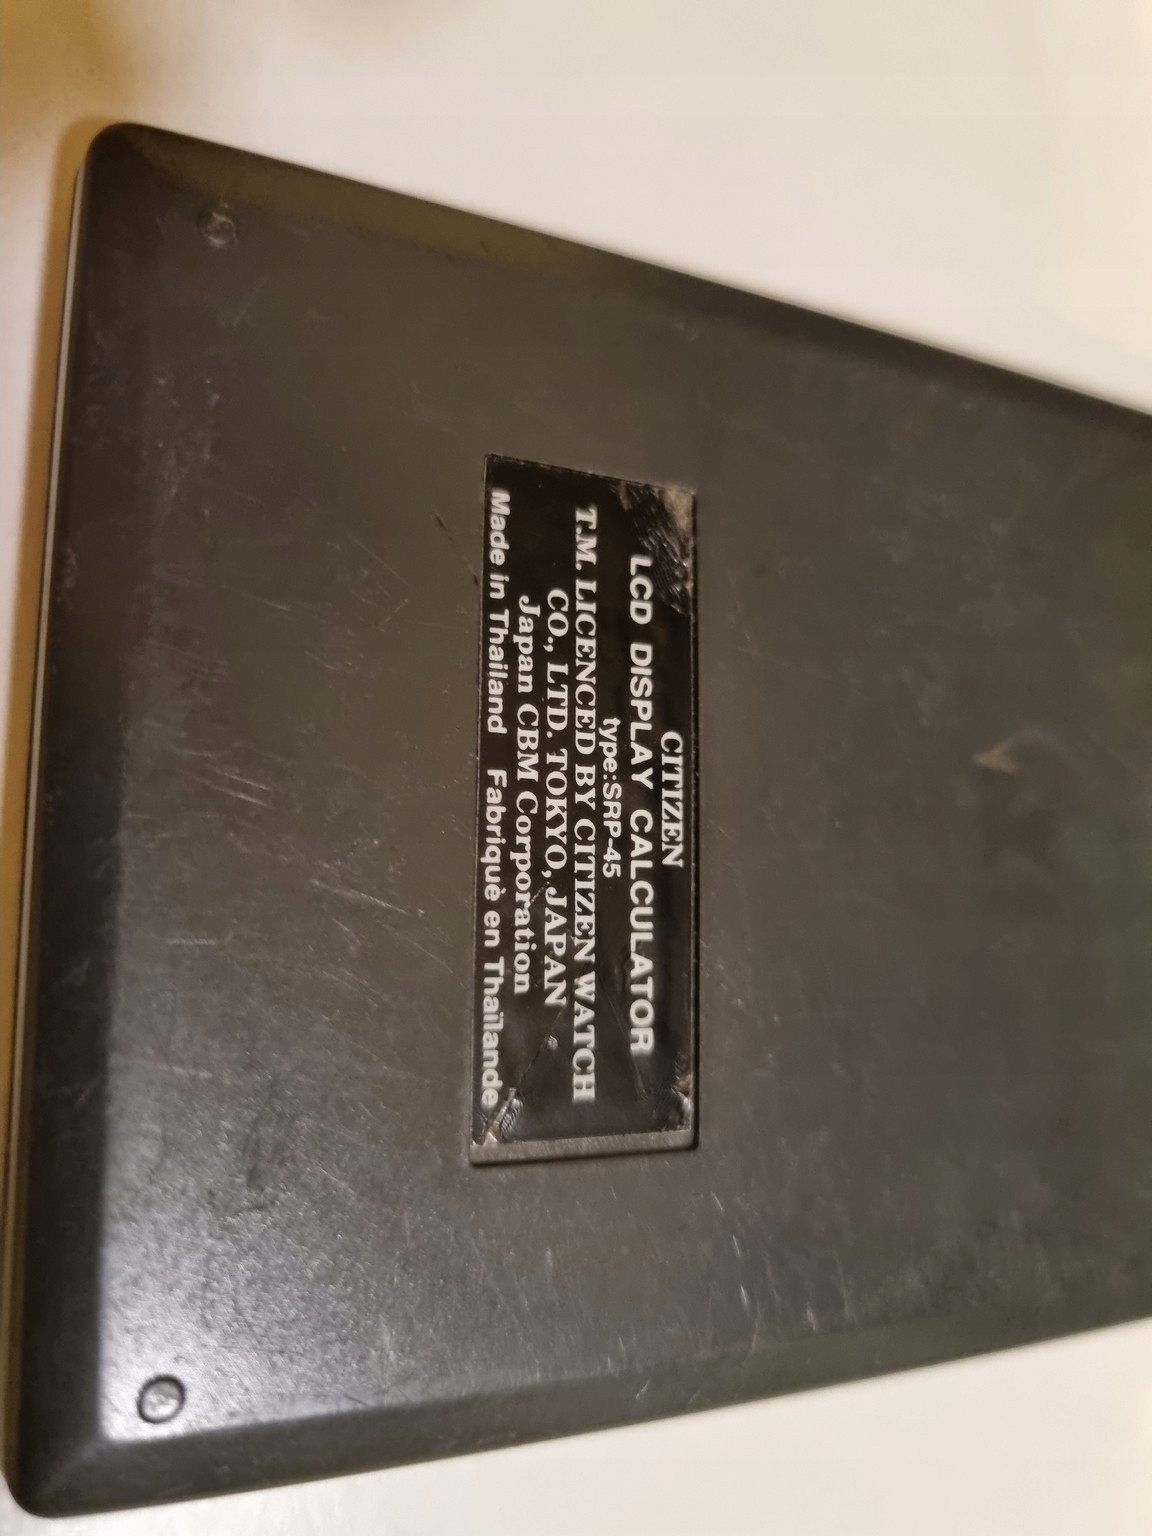 CITIZEN
LCD DISPLAY CALCULATOR
type:SRP-45
T.M. LICENCED BY CITIZEN WATCH
CO., LTD. TOKYO, JAPAN
Japan CBM Corporation
Made in Thailand Fabriquè en Thaïlande